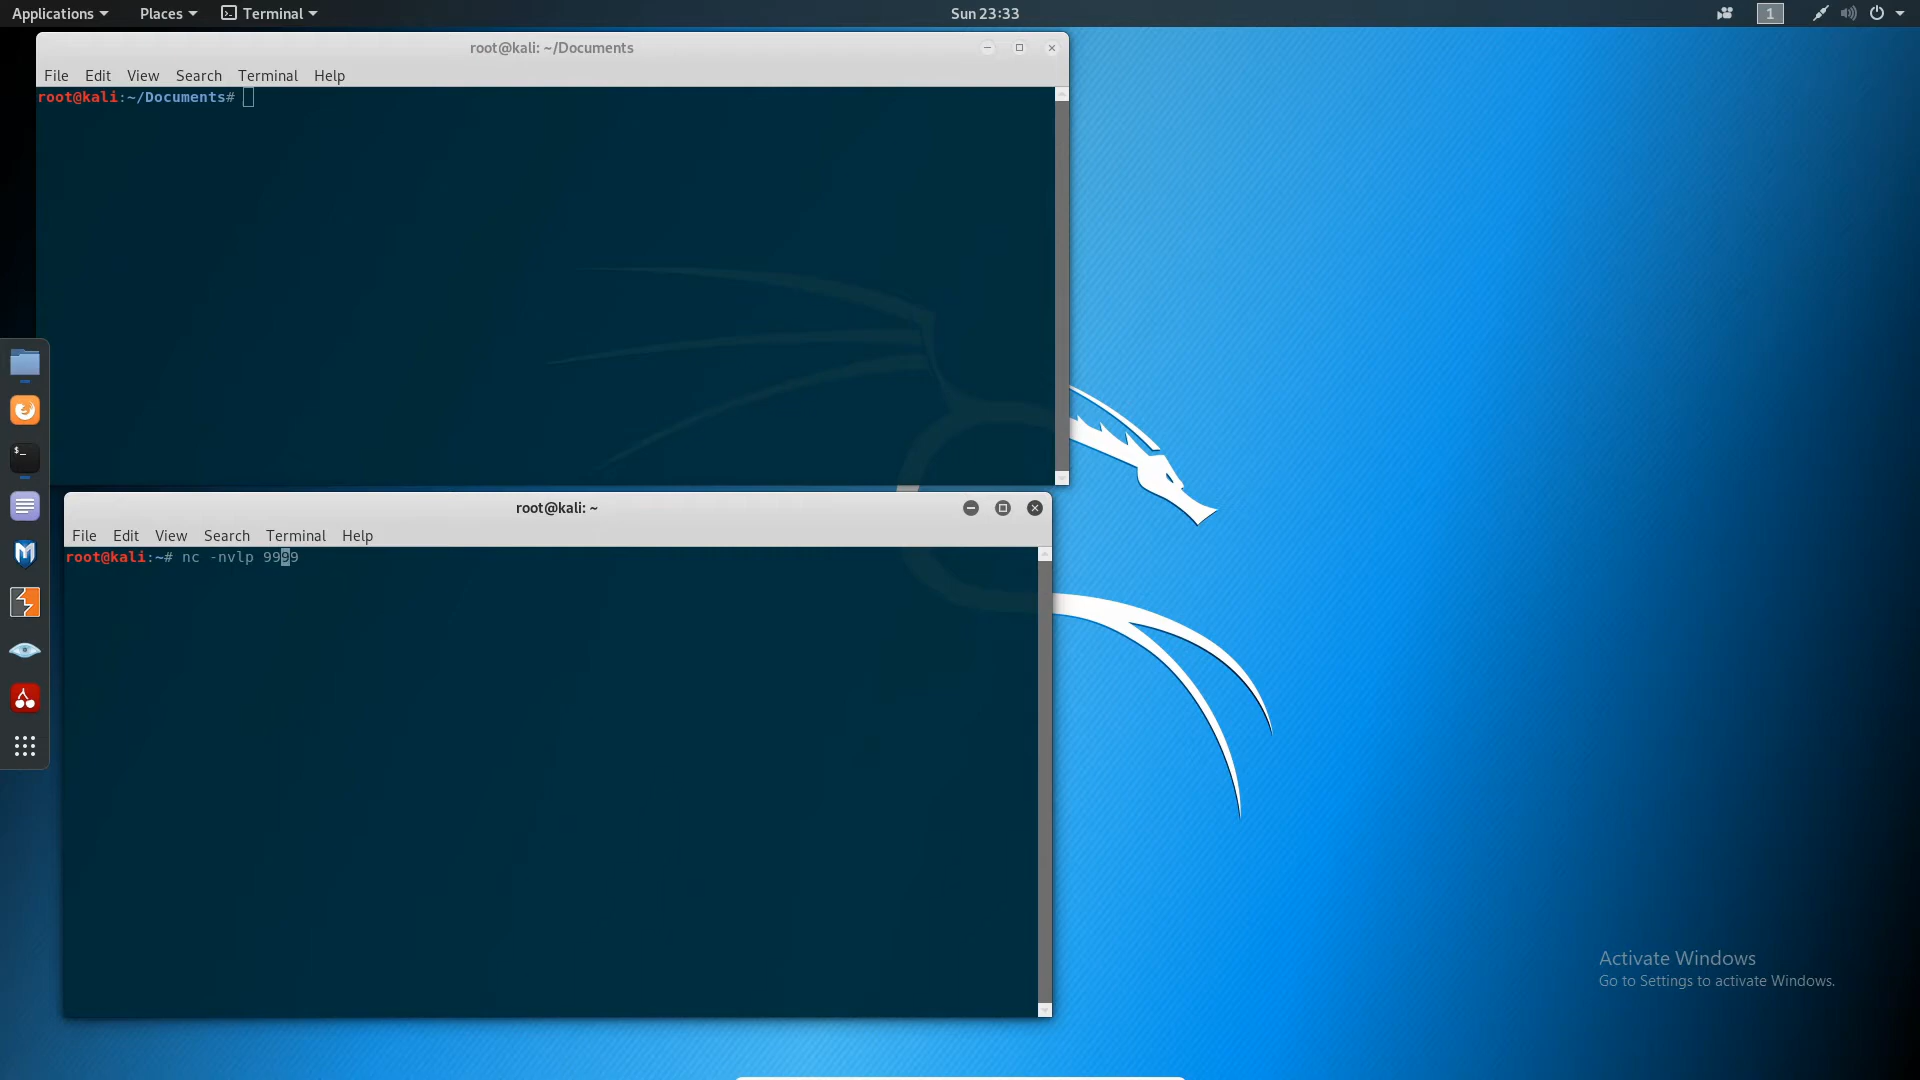 Applications Places Terminal Sun 23:33 1
root@kali: ~/Documents
File Edit View Search Terminal Help
root@kali:~/Documents#
root@kali: ~
File Edit View Search Terminal Help
root@kali:~# nc -nvlp 9999
Activate Windows
Go to Settings to activate Windows.